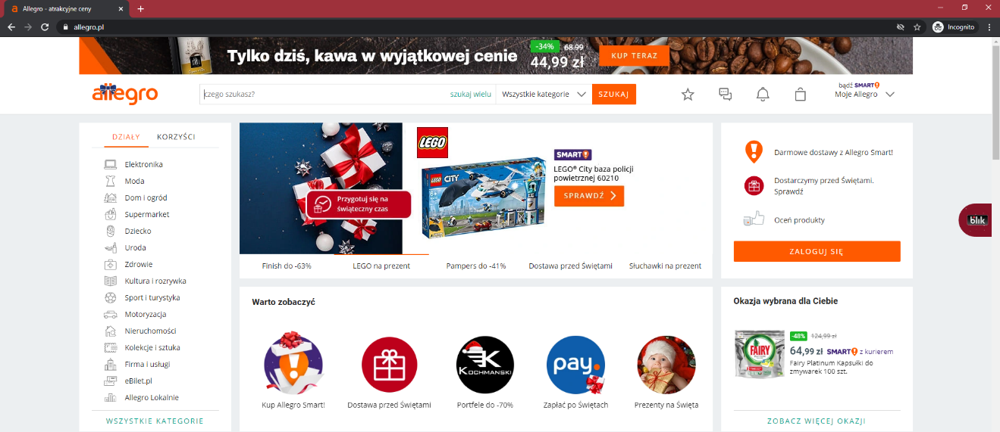 Allegro - atrakcyjne ceny
allegro.pl
Incognito
Tylko dziś, kawa w wyjątkowej cenie
-34% 68.99
44,99 zł
KUP TERAZ
allegro
czego szukasz?
szukaj wielu
Wszystkie kategorie
SZUKAJ
bądź SMART!
Moje Allegro
DZIAŁY KORZYŚCI
Elektronika
Moda
Dom i ogród
Supermarket
Dziecko
Uroda
Zdrowie
Kultura i rozrywka
Sport i turystyka
Motoryzacja
Nieruchomości
Kolekcje i sztuka
Firma i usługi
eBilet.pl
Allegro Lokalnie
WSZYSTKIE KATEGORIE
Przygotuj się na
świąteczny czas
LEGO
LEGO CITY
SMART!
LEGO® City baza policji
powietrznej 60210
SPRAWDŹ
Finish do -63%
LEGO na prezent
Pampers do -41%
Dostawa przed Świętami
Słuchawki na prezent
Darmowe dostawy z Allegro Smart!
Dostarczymy przed Świętami.
Sprawdź
Oceń produkty
ZALOGUJ SIĘ
blik
Warto zobaczyć
KOCHMANSKI
pay.
Kup Allegro Smart!
Dostawa przed Świętami
Portfele do -70%
Zapłać po Świętach
Prezenty na Święta
Okazja wybrana dla Ciebie
FAIRY
-48% 124,99 zł
64,99 zł SMART! z kurierem
Fairy Platinum Kapsułki do
zmywarek 100 szt.
ZOBACZ WIĘCEJ OKAZJI